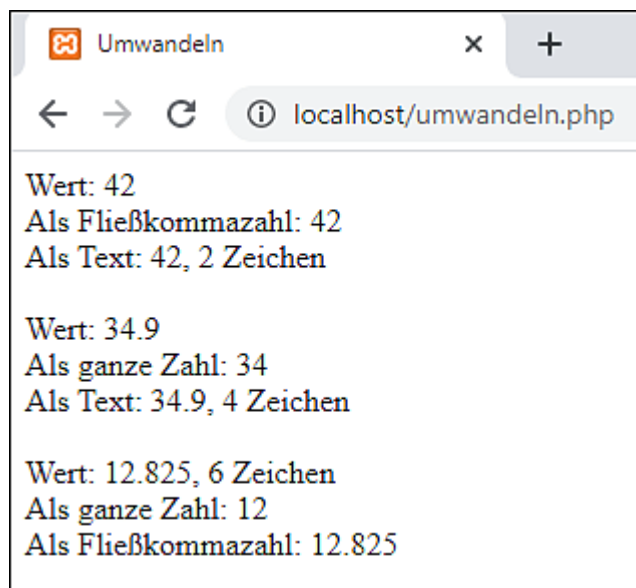 Umwandeln
localhost/umwandeln.php
Wert: 42
Als Fließkommazahl: 42
Als Text: 42, 2 Zeichen
Wert: 34.9
Als ganze Zahl: 34
Als Text: 34.9, 4 Zeichen
Wert: 12.825, 6 Zeichen
Als ganze Zahl: 12
Als Fließkommazahl: 12.825